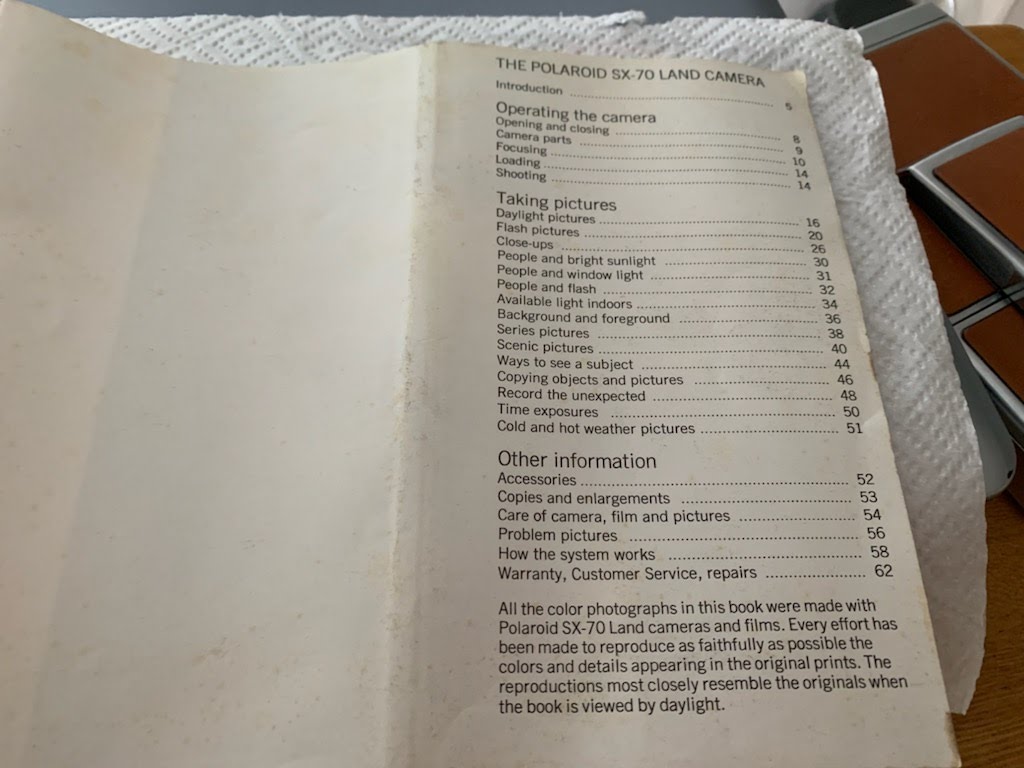 THE POLAROID SX-70 LAND CAMERA
Introduction ........ 5
Operating the camera
Opening and closing ........ 8
Camera parts ........ 9
Focusing ........ 10
Loading ........ 14
Shooting ........ 14
Taking pictures
Daylight pictures ........ 16
Flash pictures ........ 20
Close-ups ........ 26
People and bright sunlight ........ 30
People and window light ........ 31
People and flash ........ 32
Available light indoors ........ 34
Background and foreground ........ 36
Series pictures ........ 38
Scenic pictures ........ 40
Ways to see a subject ........ 44
Copying objects and pictures ........ 46
Record the unexpected ........ 48
Time exposures ........ 50
Cold and hot weather pictures ........ 51
Other information
Accessories ........ 52
Copies and enlargements ........ 53
Care of camera, film and pictures ........ 54
Problem pictures ........ 56
How the system works ........ 58
Warranty, Customer Service, repairs ........ 62
All the color photographs in this book were made with
Polaroid SX-70 Land cameras and films. Every effort has
been made to reproduce as faithfully as possible the
colors and details appearing in the original prints. The
reproductions most closely resemble the originals when
the book is viewed by daylight.